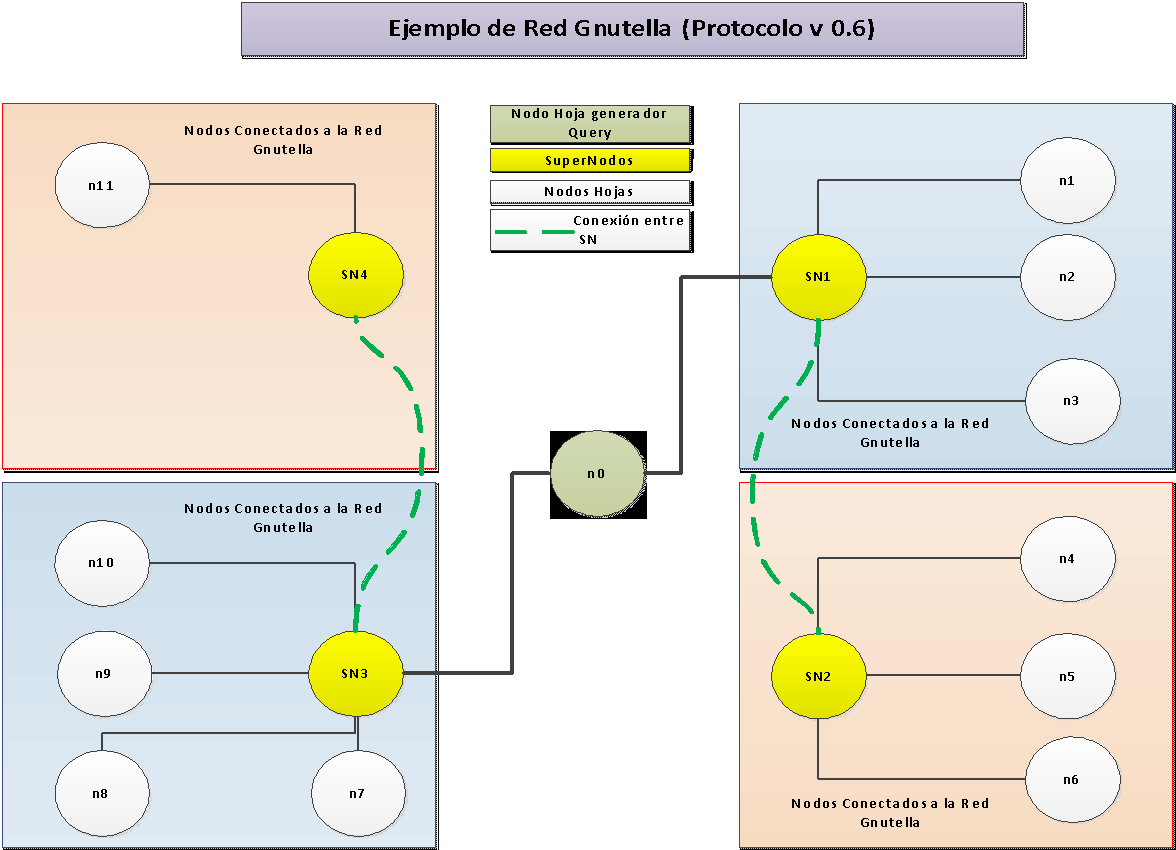 Ejemplo de Red Gnutella (Protocolo v 0.6)
Nodos Conectados a la Red
Gnutella
n11
SN4
Nodo Hoja generador
Query
SuperNodos
Nodos Hojas
Conexión entre
SN
n1
SN1
n2
n3
Nodos Conectados a la Red
Gnutella
n0
Nodos Conectados a la Red
Gnutella
n10
n9
SN3
n8
n7
n4
SN2
n5
n6
Nodos Conectados a la Red
Gnutella